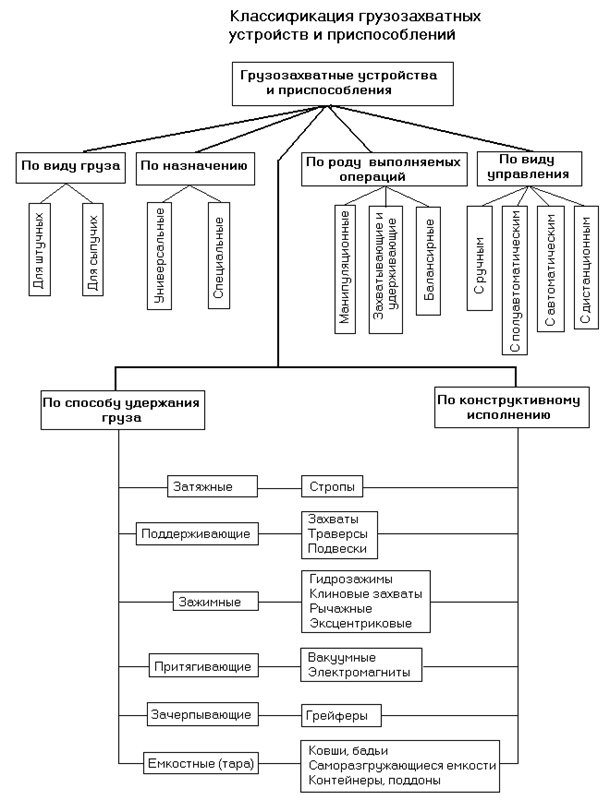 Классификация грузозахватных
устройств и приспособлений
Грузозахватные устройства
и приспособления
По виду груза
По назначению
По роду выполняемых
операций
По виду
управления
Для штучных
Для сыпучих
Универсальные
Специальные
Манипуляционные
Захватывающие и
удерживающие
Балансирные
С ручным
С полуавтоматическим
С автоматическим
С дистанционным
По способу удержания
груза
По конструктивному
исполнению
Затяжные
Стропы
Поддерживающие
Захваты
Траверсы
Подвески
Зажимные
Гидрозажимы
Клиновые захваты
Рычажные
Эксцентриковые
Притягивающие
Вакуумные
Электромагниты
Зачерпывающие
Грейферы
Емкостные (тара)
Ковши, бадьи
Саморазгружающиеся емкости
Контейнеры, поддоны